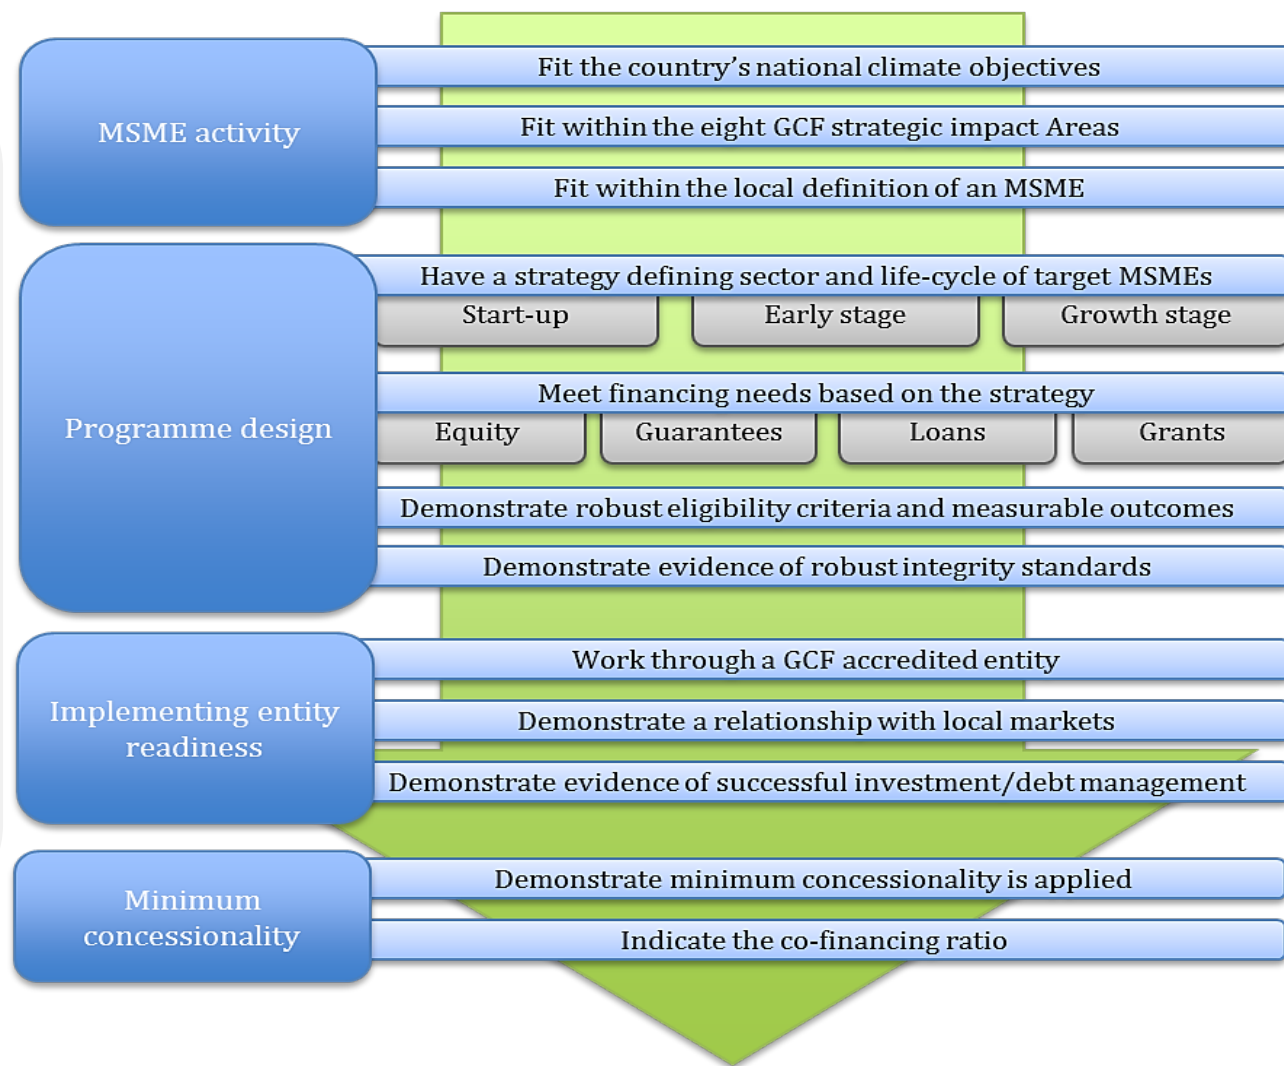 MSME activity
Fit the country’s national climate objectives
Fit within the eight GCF strategic impact Areas
Fit within the local definition of an MSME
Programme design
Have a strategy defining sector and life-cycle of target MSMEs
Start-up
Early stage
Growth stage
Meet financing needs based on the strategy
Equity
Guarantees
Loans
Grants
Demonstrate robust eligibility criteria and measurable outcomes
Demonstrate evidence of robust integrity standards
Implementing entity
readiness
Work through a GCF accredited entity
Demonstrate a relationship with local markets
Demonstrate evidence of successful investment/debt management
Minimum
concessionality
Demonstrate minimum concessionality is applied
Indicate the co-financing ratio